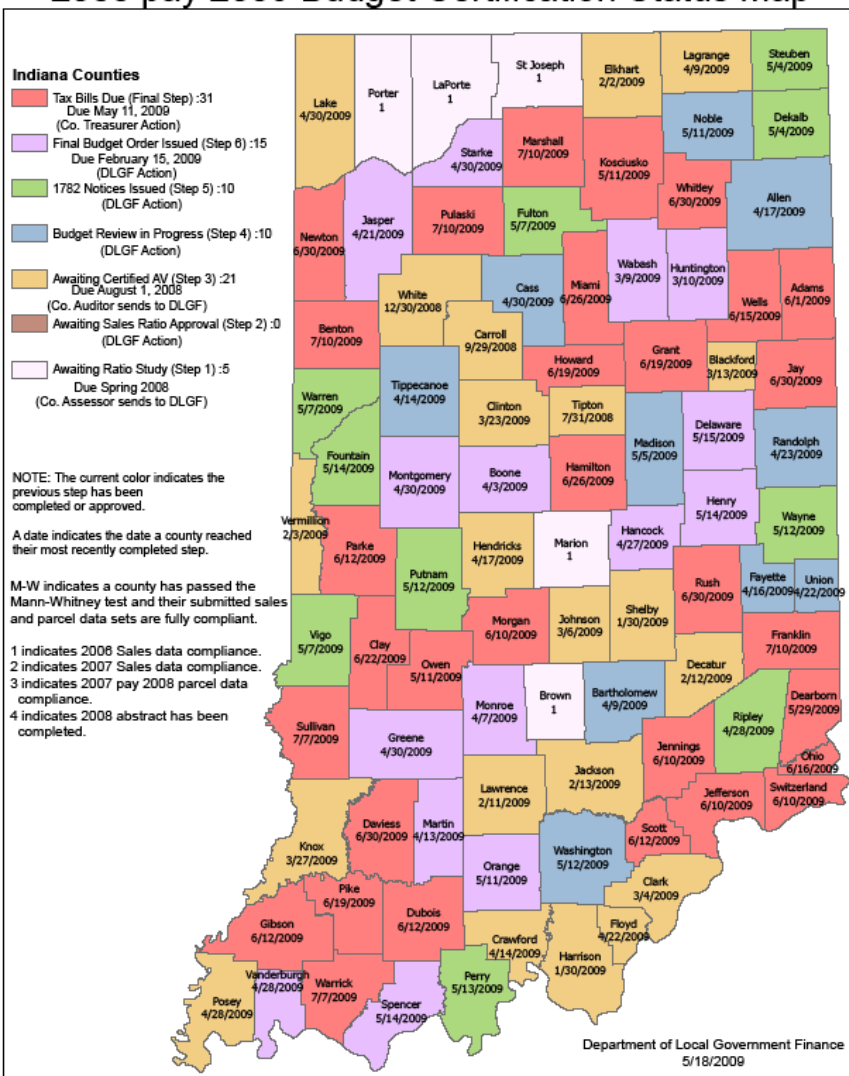 pay Budget Certification Status Map
Indiana Counties
Tax Bills Due (Final Step) :31
Due May 11, 2009
(Co. Treasurer Action)
Final Budget Order Issued (Step 6) :15
Due February 15, 2009
(DLGF Action)
1782 Notices Issued (Step 5) :10
(DLGF Action)
Budget Review in Progress (Step 4) :10
(DLGF Action)
Awaiting Certified AV (Step 3) :21
Due August 1, 2008
(Co. Auditor sends to DLGF)
Awaiting Sales Ratio Approval (Step 2) :0
(DLGF Action)
Awaiting Ratio Study (Step 1) :5
Due Spring 2008
(Co. Assessor sends to DLGF)
NOTE: The current color indicates the
previous step has been
completed or approved.
A date indicates the date a county reached
their most recently completed step.
M-W indicates a county has passed the
Mann-Whitney test and their submitted sales
and parcel data sets are fully compliant.
1 indicates 2006 Sales data compliance.
2 indicates 2007 Sales data compliance.
3 indicates 2007 pay 2008 parcel data
compliance.
4 indicates 2008 abstract has been
completed.
Lake
4/30/2009
Porter
1
LaPorte
1
St Joseph
1
Elkhart
2/2/2009
Lagrange
4/9/2009
Steuben
5/4/2009
Noble
5/11/2009
Dekalb
5/4/2009
Starke
4/30/2009
Marshall
7/10/2009
Kosciusko
5/11/2009
Whitley
6/30/2009
Allen
4/17/2009
Newton
6/30/2009
Jasper
4/21/2009
Pulaski
7/10/2009
Fulton
5/7/2009
Wabash
3/9/2009
Huntington
3/10/2009
Miami
6/26/2009
Cass
4/30/2009
White
12/30/2008
Wells
6/15/2009
Adams
6/1/2009
Benton
7/10/2009
Carroll
9/29/2008
Howard
6/19/2009
Grant
6/19/2009
Blackford
3/13/2009
Jay
6/30/2009
Warren
5/7/2009
Tippecanoe
4/14/2009
Clinton
3/23/2009
Tipton
7/31/2008
Madison
5/5/2009
Delaware
5/15/2009
Randolph
4/23/2009
Fountain
5/14/2009
Montgomery
4/30/2009
Boone
4/3/2009
Hamilton
6/26/2009
Henry
5/14/2009
Wayne
5/12/2009
Vermillion
2/3/2009
Parke
6/12/2009
Putnam
5/12/2009
Hendricks
4/17/2009
Marion
1
Hancock
4/27/2009
Rush
6/30/2009
Fayette
4/16/2009
Union
4/22/2009
Vigo
5/7/2009
Clay
6/22/2009
Owen
5/11/2009
Morgan
6/10/2009
Johnson
3/6/2009
Shelby
1/30/2009
Decatur
2/12/2009
Franklin
7/10/2009
Sullivan
7/7/2009
Greene
4/30/2009
Monroe
4/7/2009
Brown
1
Bartholomew
4/9/2009
Jennings
6/10/2009
Ripley
4/28/2009
Dearborn
5/29/2009
Ohio
6/16/2009
Switzerland
6/10/2009
Jefferson
6/10/2009
Lawrence
2/11/2009
Jackson
2/13/2009
Scott
6/12/2009
Knox
3/27/2009
Daviess
6/30/2009
Martin
4/13/2009
Orange
5/11/2009
Washington
5/12/2009
Clark
3/4/2009
Floyd
4/22/2009
Gibson
6/12/2009
Pike
6/19/2009
Dubois
6/12/2009
Crawford
4/14/2009
Harrison
1/30/2009
Posey
4/28/2009
Vanderburgh
4/28/2009
Warrick
7/7/2009
Spencer
5/14/2009
Perry
5/13/2009
Department of Local Government Finance
5/18/2009